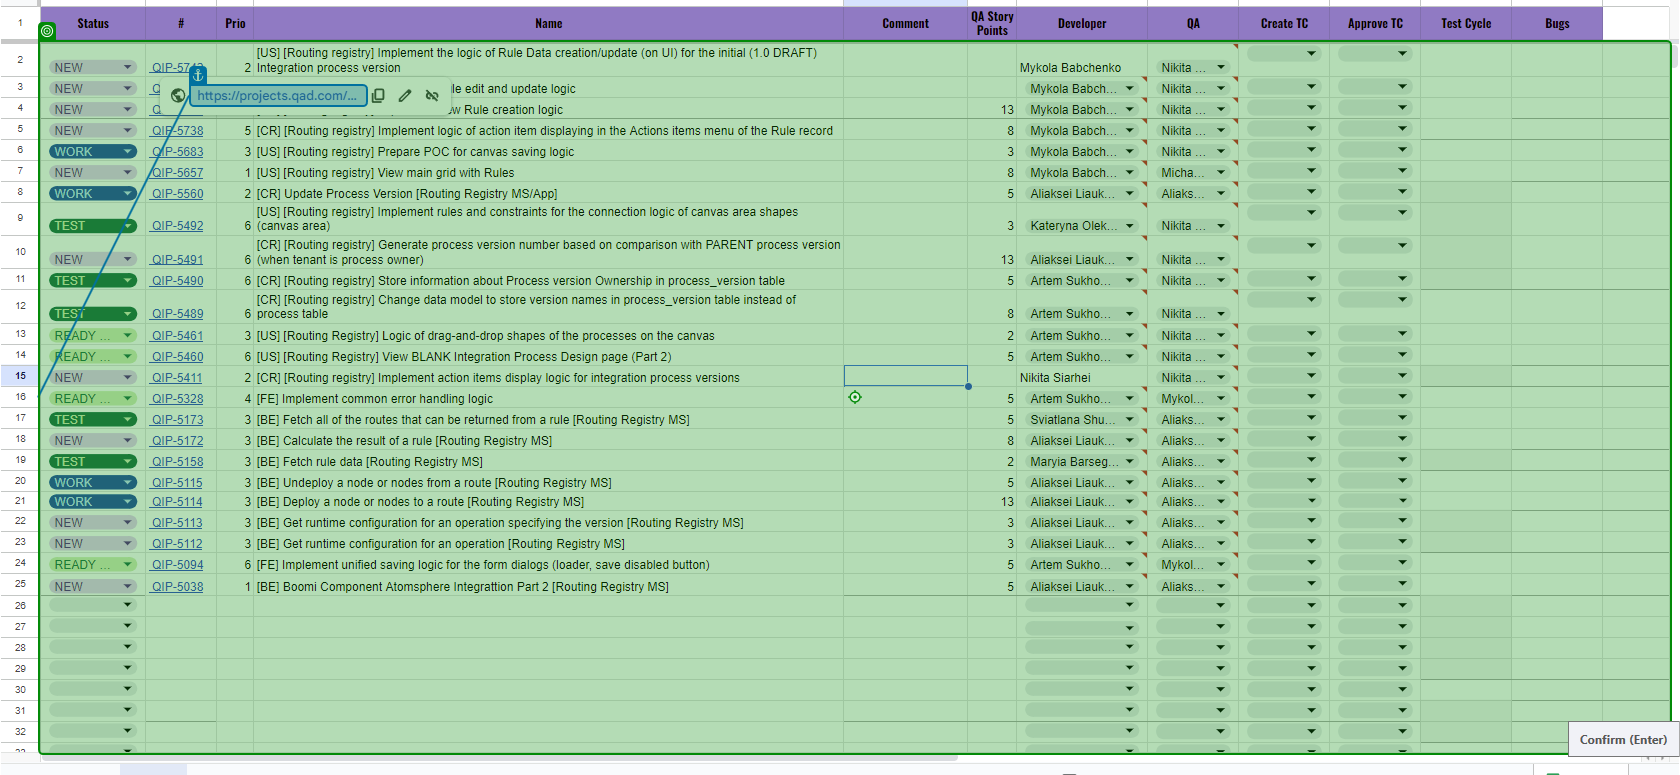 1 Status # Prio Name Comment QA Story Points Developer QA Create TC Approve TC Test Cycle Bugs
[US] [Routing registry] Implement the logic of Rule Data creation/update (on UI) for the initial (1.0 DRAFT)
2 NEW 2 Integration process version Mykola Babchenko Nikita ...
3 NEW le edit and update logic Mykola Babch... Nikita ...
https://projects.qad.com/...
4 NEW Rule creation logic 13 Mykola Babch... Nikita ...
5 NEW QIP-5738 5 [CR] [Routing registry] Implement logic of action item displaying in the Actions items menu of the Rule record 8 Mykola Babch... Nikita ...
6 WORK QIP-5683 3 [US] [Routing registry] Prepare POC for canvas saving logic 3 Mykola Babch... Nikita ...
7 NEW QIP-5657 1 [US] [Routing registry] View main grid with Rules 8 Mykola Babch... Micha...
8 WORK QIP-5560 2 [CR] Update Process Version [Routing Registry MS/App] 5 Aliaksei Liauk... Aliaks...
[US] [Routing registry] Implement rules and constraints for the connection logic of canvas area shapes
9 TEST QIP-5492 6 (canvas area) 3 Kateryna Olek... Nikita ...
[CR] [Routing registry] Generate process version number based on comparison with PARENT process version
10 NEW QIP-5491 6 (when tenant is process owner) 13 Aliaksei Liauk... Nikita ...
11 TEST QIP-5490 6 [CR] [Routing registry] Store information about Process version Ownership in process_version table 5 Artem Sukho... Nikita ...
[CR] [Routing registry] Change data model to store version names in process_version table instead of
12 TEST QIP-5489 6 process table 8 Artem Sukho... Nikita ...
13 READY ... QIP-5461 3 [US] [Routing Registry] Logic of drag-and-drop shapes of the processes on the canvas 2 Artem Sukho... Nikita ...
14 READY ... QIP-5460 6 [US] [Routing Registry] View BLANK Integration Process Design page (Part 2) 5 Artem Sukho... Nikita ...
15 NEW QIP-5411 2 [CR] [Routing registry] Implement action items display logic for integration process versions Nikita Siarhei Nikita ...
16 READY ... QIP-5328 4 [FE] Implement common error handling logic 5 Artem Sukho... Mykol...
17 TEST QIP-5173 3 [BE] Fetch all of the routes that can be returned from a rule [Routing Registry MS] 5 Sviatlana Shu... Aliaks...
18 NEW QIP-5172 3 [BE] Calculate the result of a rule [Routing Registry MS] 8 Aliaksei Liauk... Aliaks...
19 TEST QIP-5158 3 [BE] Fetch rule data [Routing Registry MS] 2 Maryia Barseg... Aliaks...
20 WORK QIP-5115 3 [BE] Undeploy a node or nodes from a route [Routing Registry MS] 5 Aliaksei Liauk... Aliaks...
21 WORK QIP-5114 3 [BE] Deploy a node or nodes to a route [Routing Registry MS] 13 Aliaksei Liauk... Aliaks...
22 NEW QIP-5113 3 [BE] Get runtime configuration for an operation specifying the version [Routing Registry MS] 3 Aliaksei Liauk... Aliaks...
23 NEW QIP-5112 3 [BE] Get runtime configuration for an operation [Routing Registry MS] 3 Aliaksei Liauk... Aliaks...
24 READY ... QIP-5094 6 [FE] Implement unified saving logic for the form dialogs (loader, save disabled button) 5 Artem Sukho... Mykol...
25 NEW QIP-5038 1 [BE] Boomi Component Atomsphere Integrattion Part 2 [Routing Registry MS] 5 Aliaksei Liauk... Aliaks...
26
27
28
29
30
31
32
Confirm (Enter)